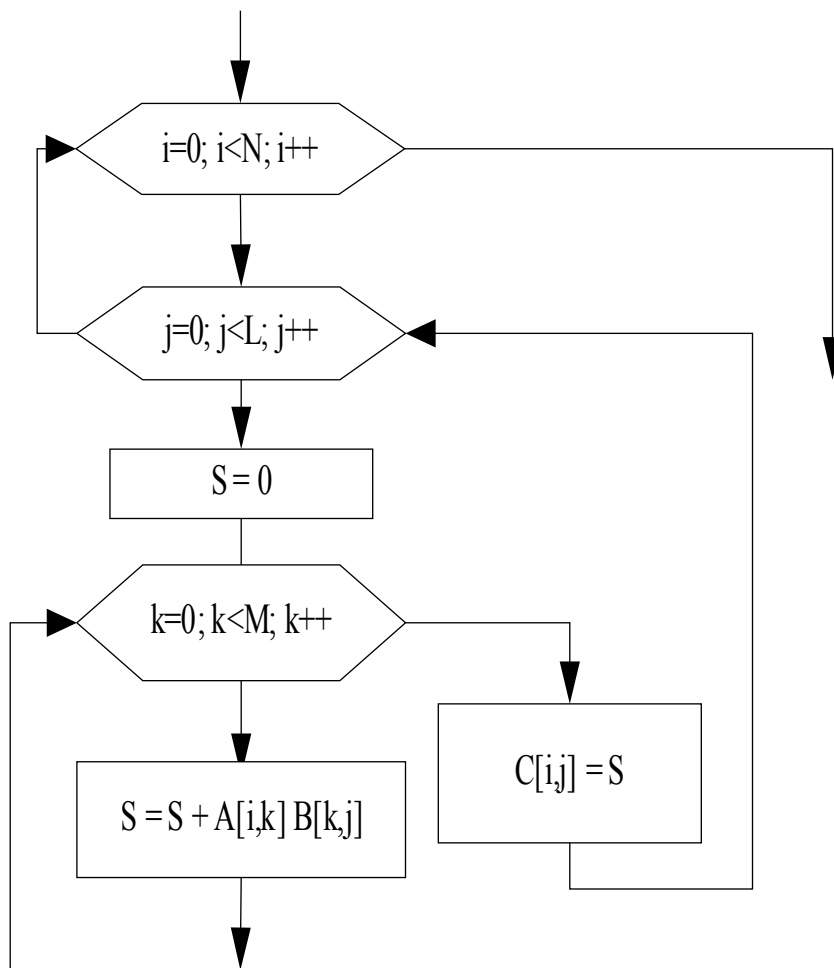 i=0; i<N; i++
j=0; j<L; j++
S = 0
k=0; k<M; k++
C[i,j] = S
S = S + A[i,k] B[k,j]